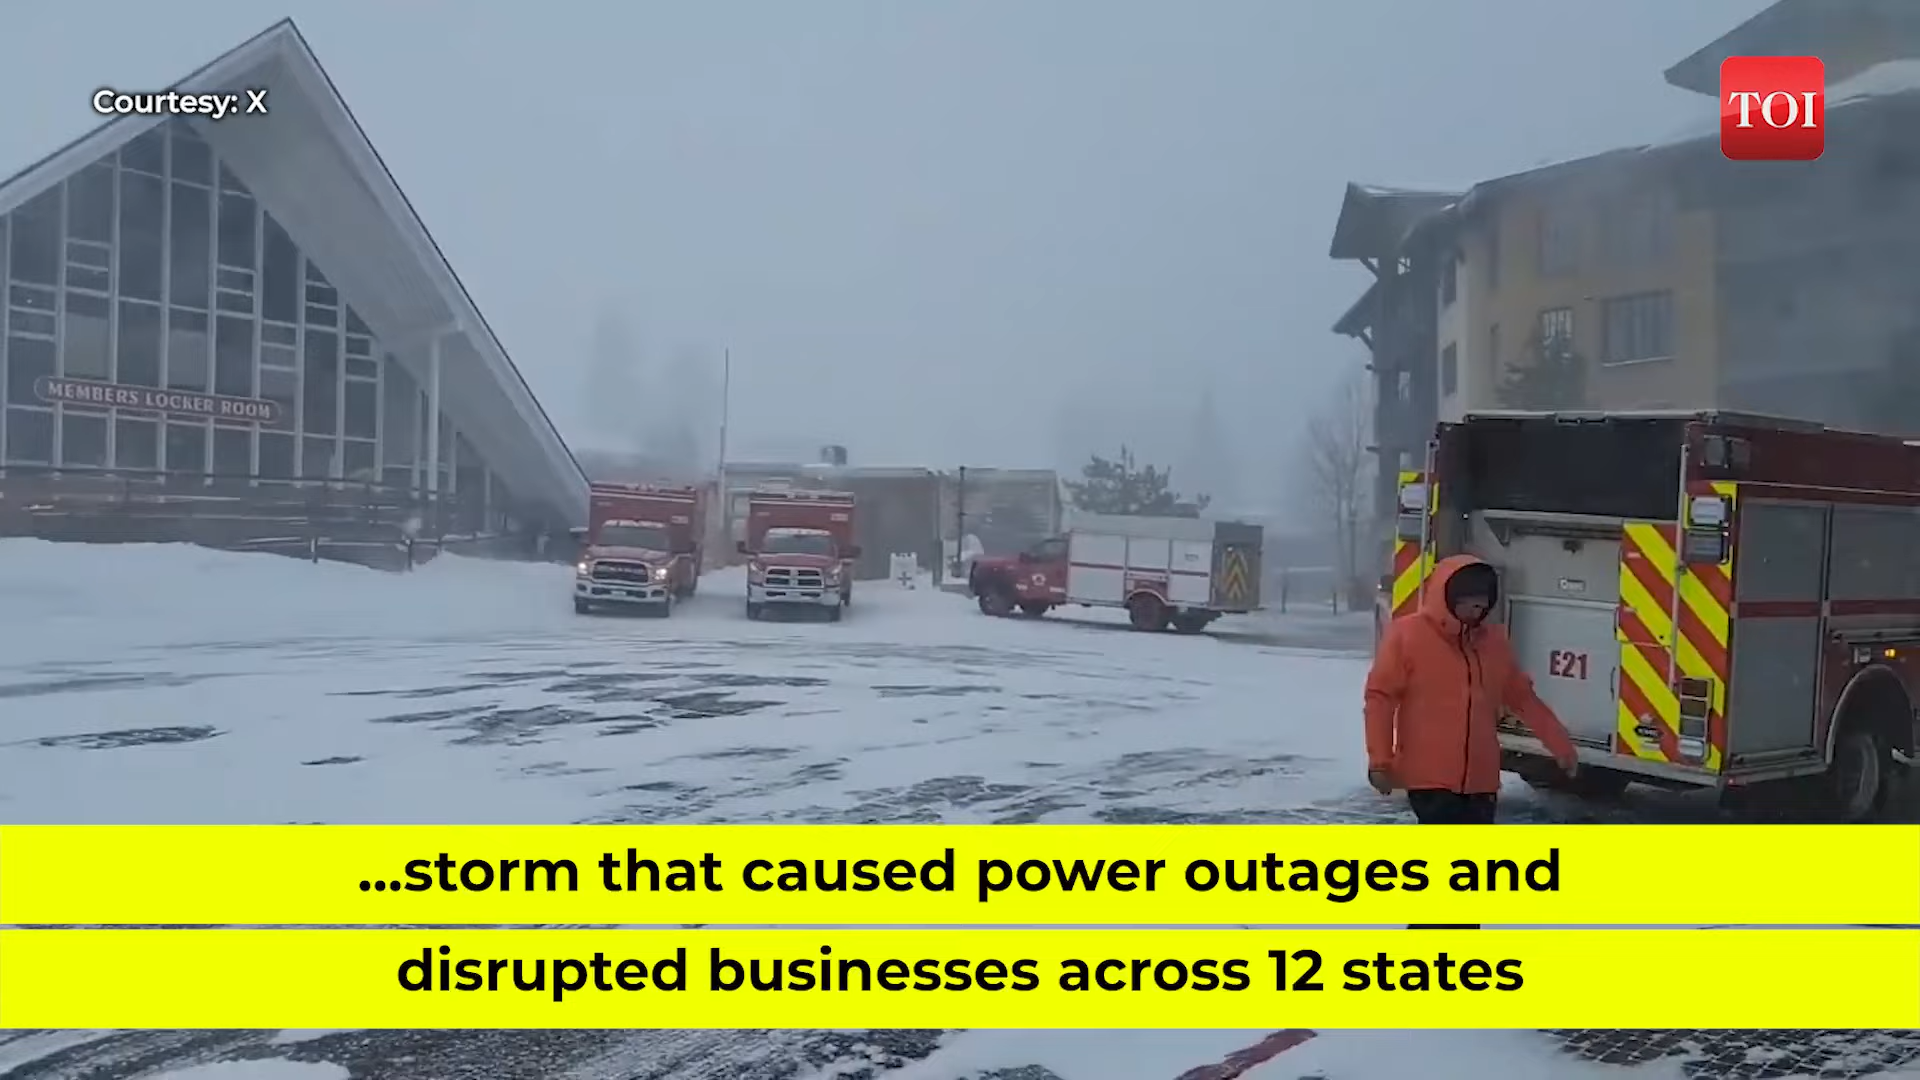 Courtesy: X
TOI
MEMBERS LOCKER ROOM
E21
...storm that caused power outages and
disrupted businesses across 12 states